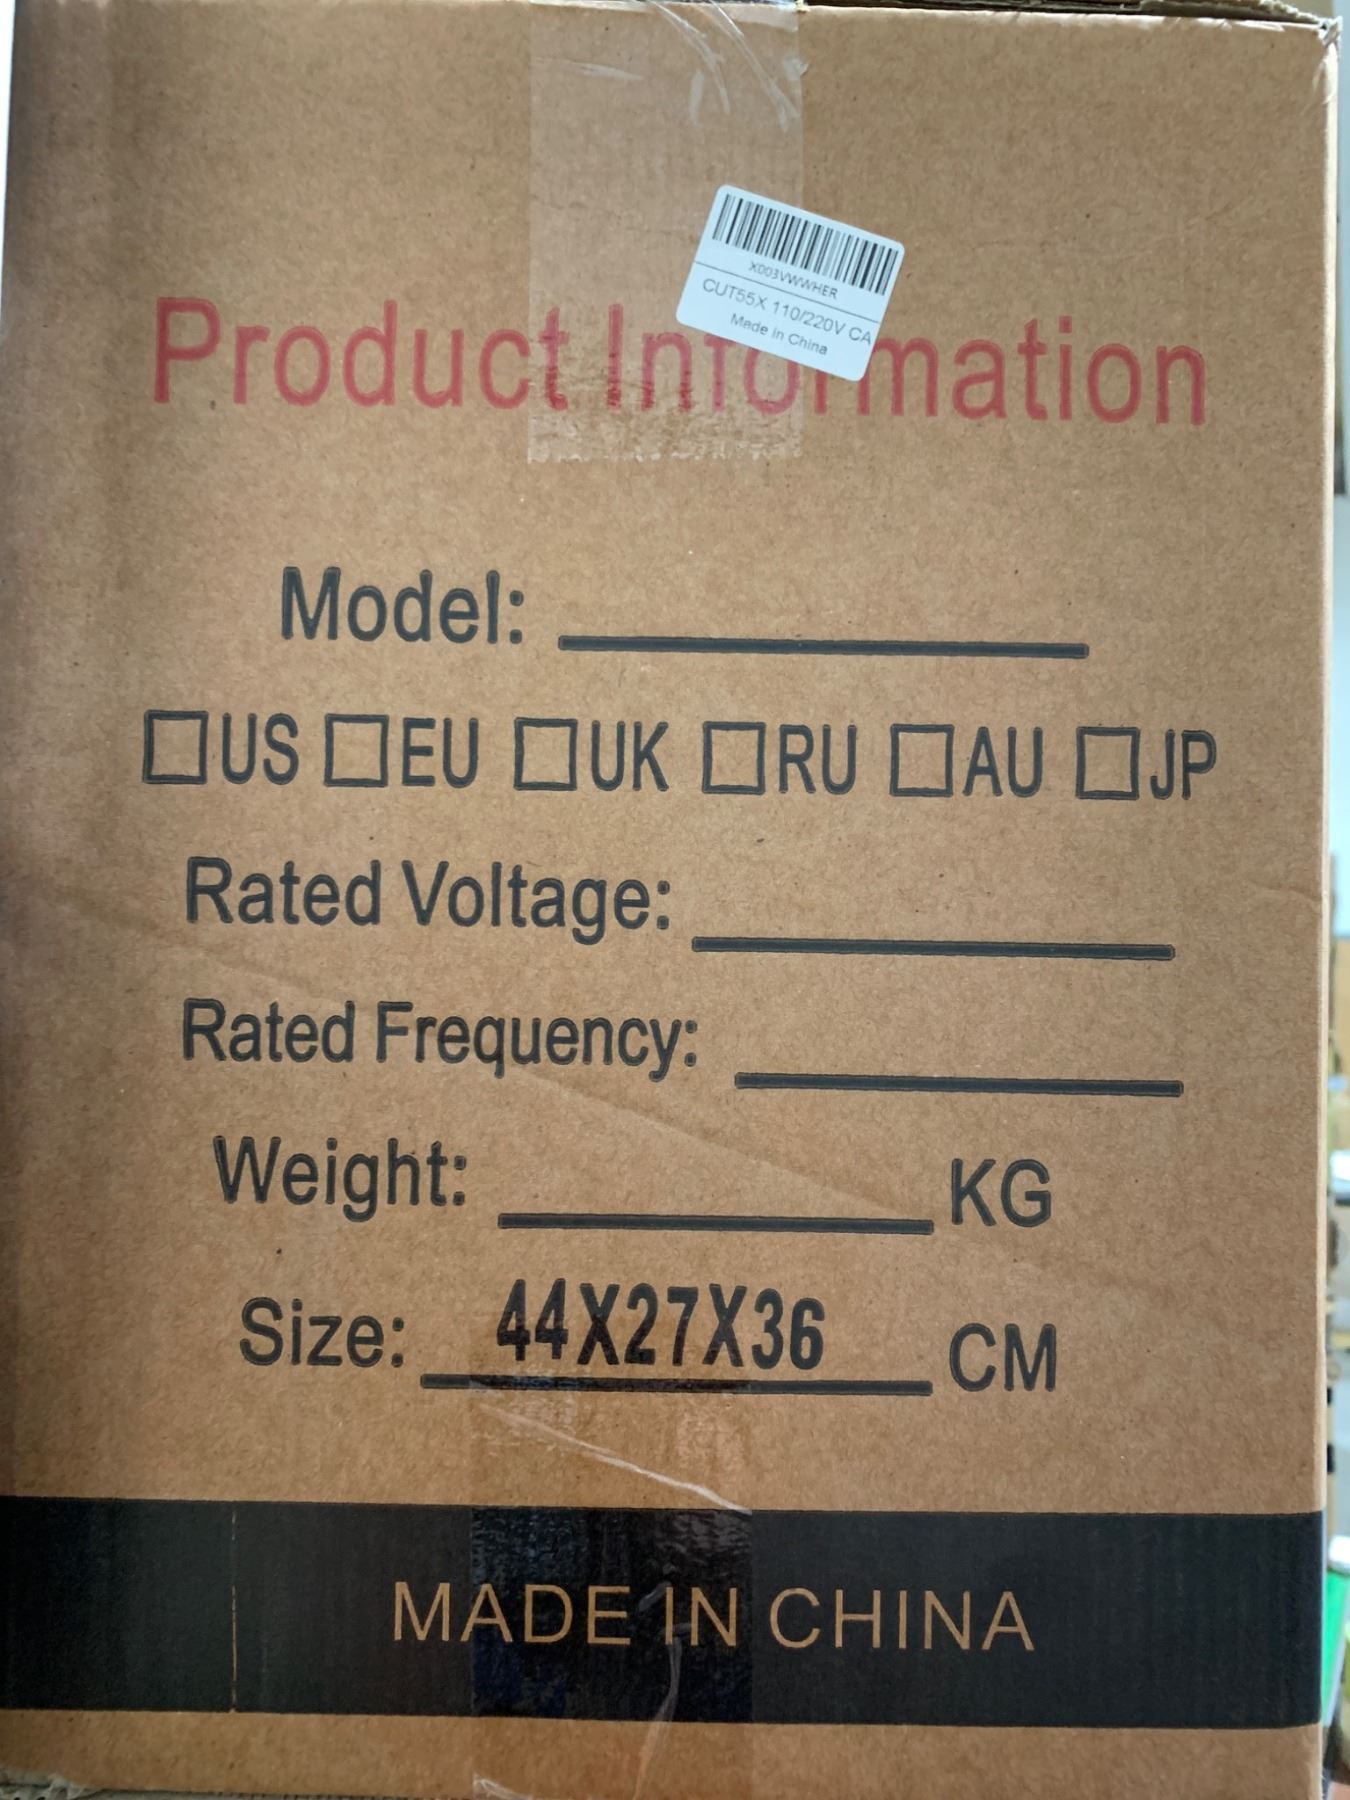 X003VWWHER
CUT55X 110/220V CA
Made in China
Product Information
Model:
US EU UK RU AU JP
Rated Voltage:
Rated Frequency:
Weight: KG
Size: 44X27X36 CM
MADE IN CHINA